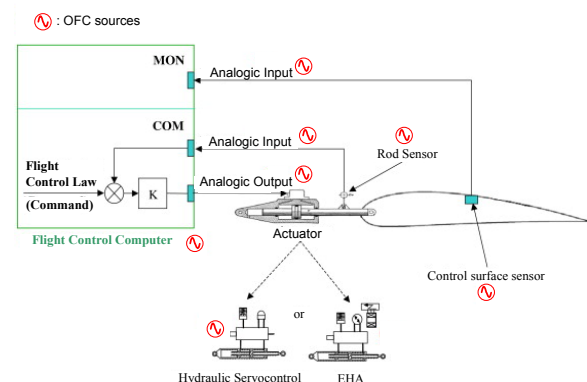 : OFC sources
MON
Analogic Input
COM
Analogic Input
Rod Sensor
Flight
Control Law
(Command)
K
Analogic Output
Flight Control Computer
Actuator
Control surface sensor
or
Hydraulic Servocontrol
EHA